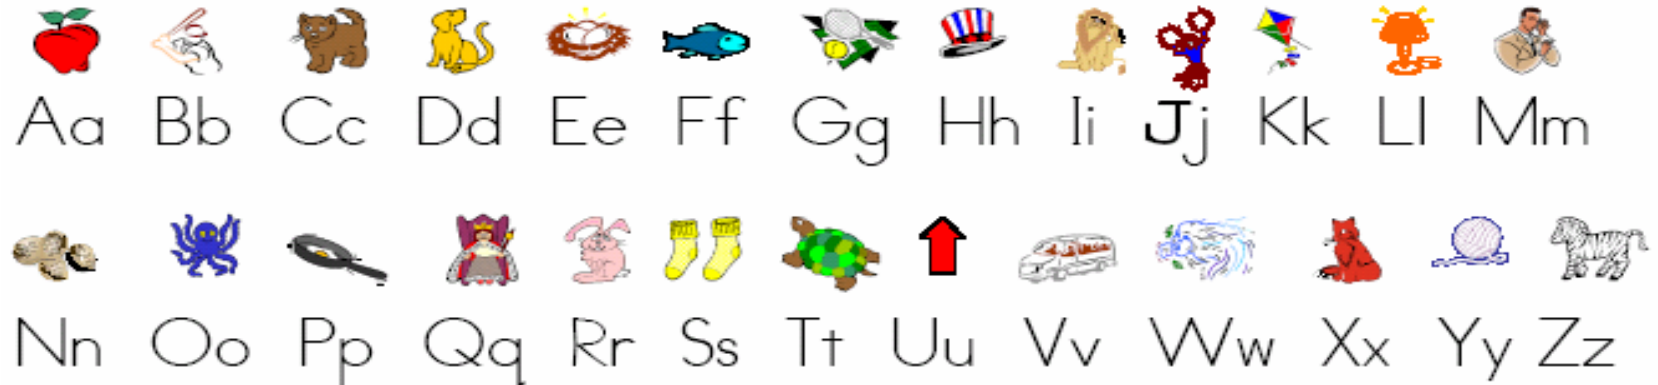 Aa Bb Cc Dd Ee Ff Gg Hh Ii Jj Kk Ll Mm
Nn Oo Pp Qq Rr Ss Tt Uu Vv Ww Xx Yy Zz